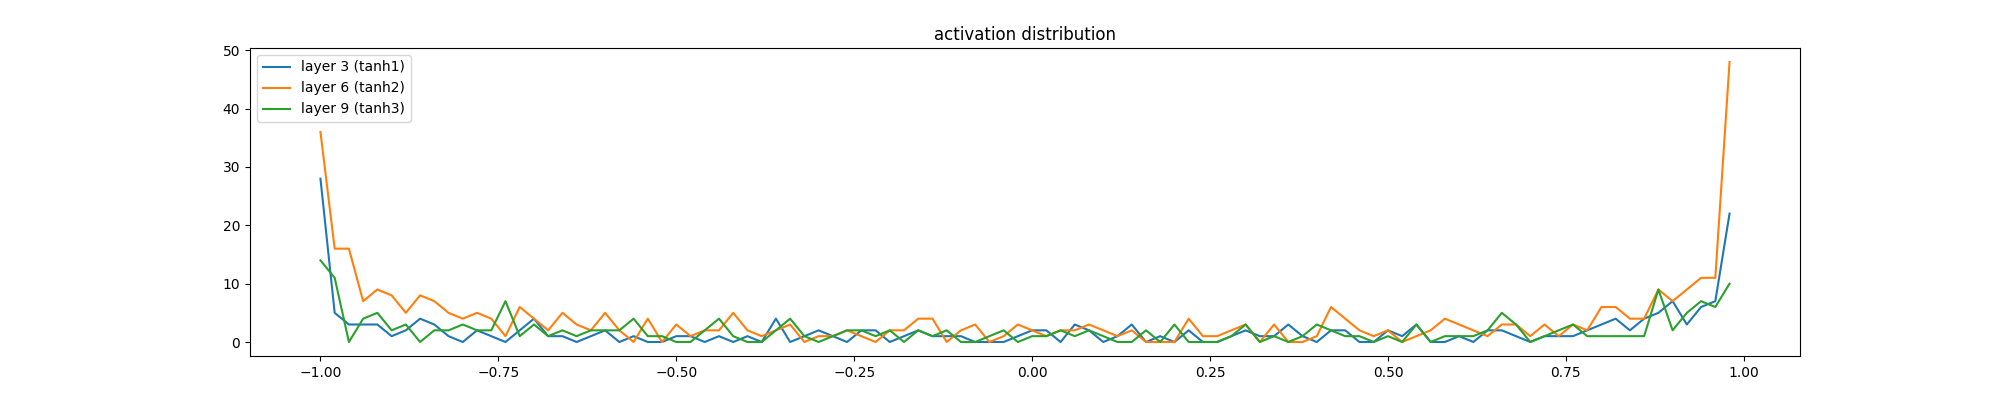 activation distribution
50
40
30
20
10
0
layer 3 (tanh1)
layer 6 (tanh2)
layer 9 (tanh3)
−1.00 −0.75 −0.50 −0.25 0.00 0.25 0.50 0.75 1.00